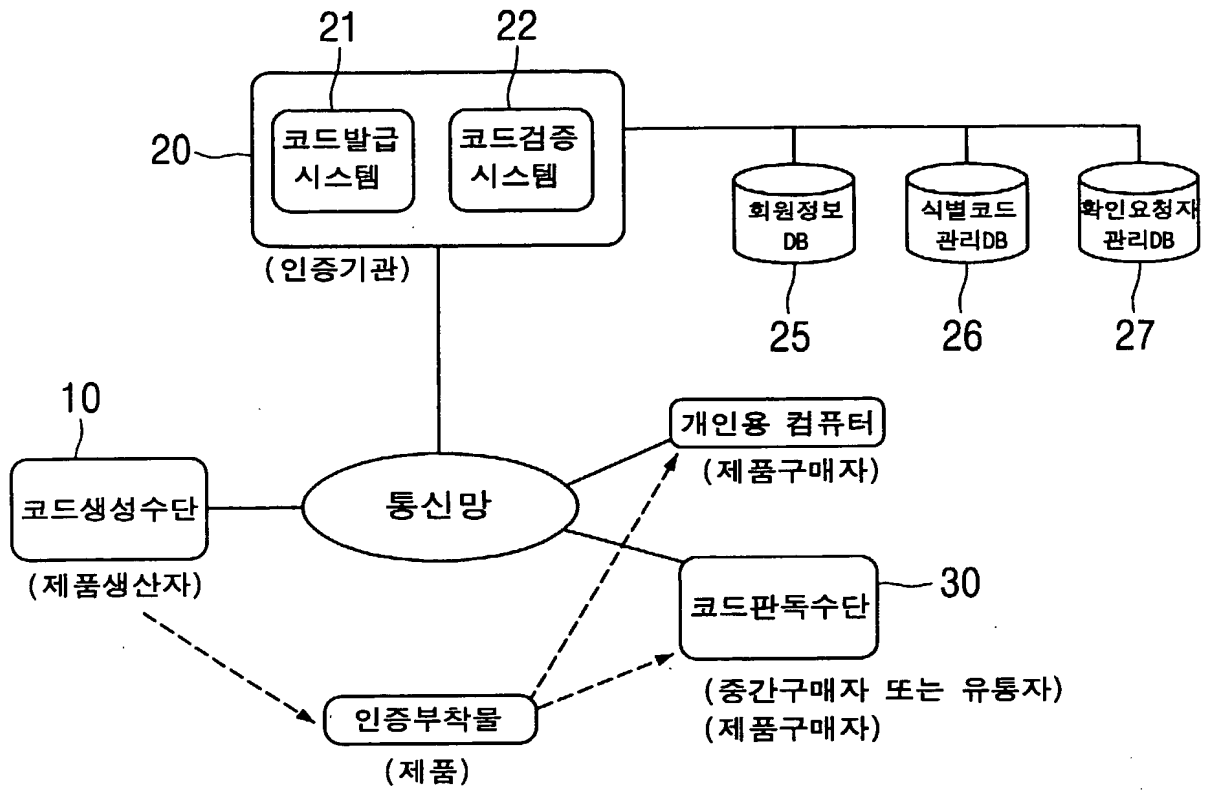 21
22
20
코드발급
시스템
코드검증
시스템
(인증기관)
회원정보
DB
식별코드
관리DB
확인요청자
관리DB
25
26
27
10
코드생성수단
(제품생산자)
통신망
개인용 컴퓨터
(제품구매자)
코드판독수단
30
(중간구매자 또는 유통자)
(제품구매자)
인증부착물
(제품)